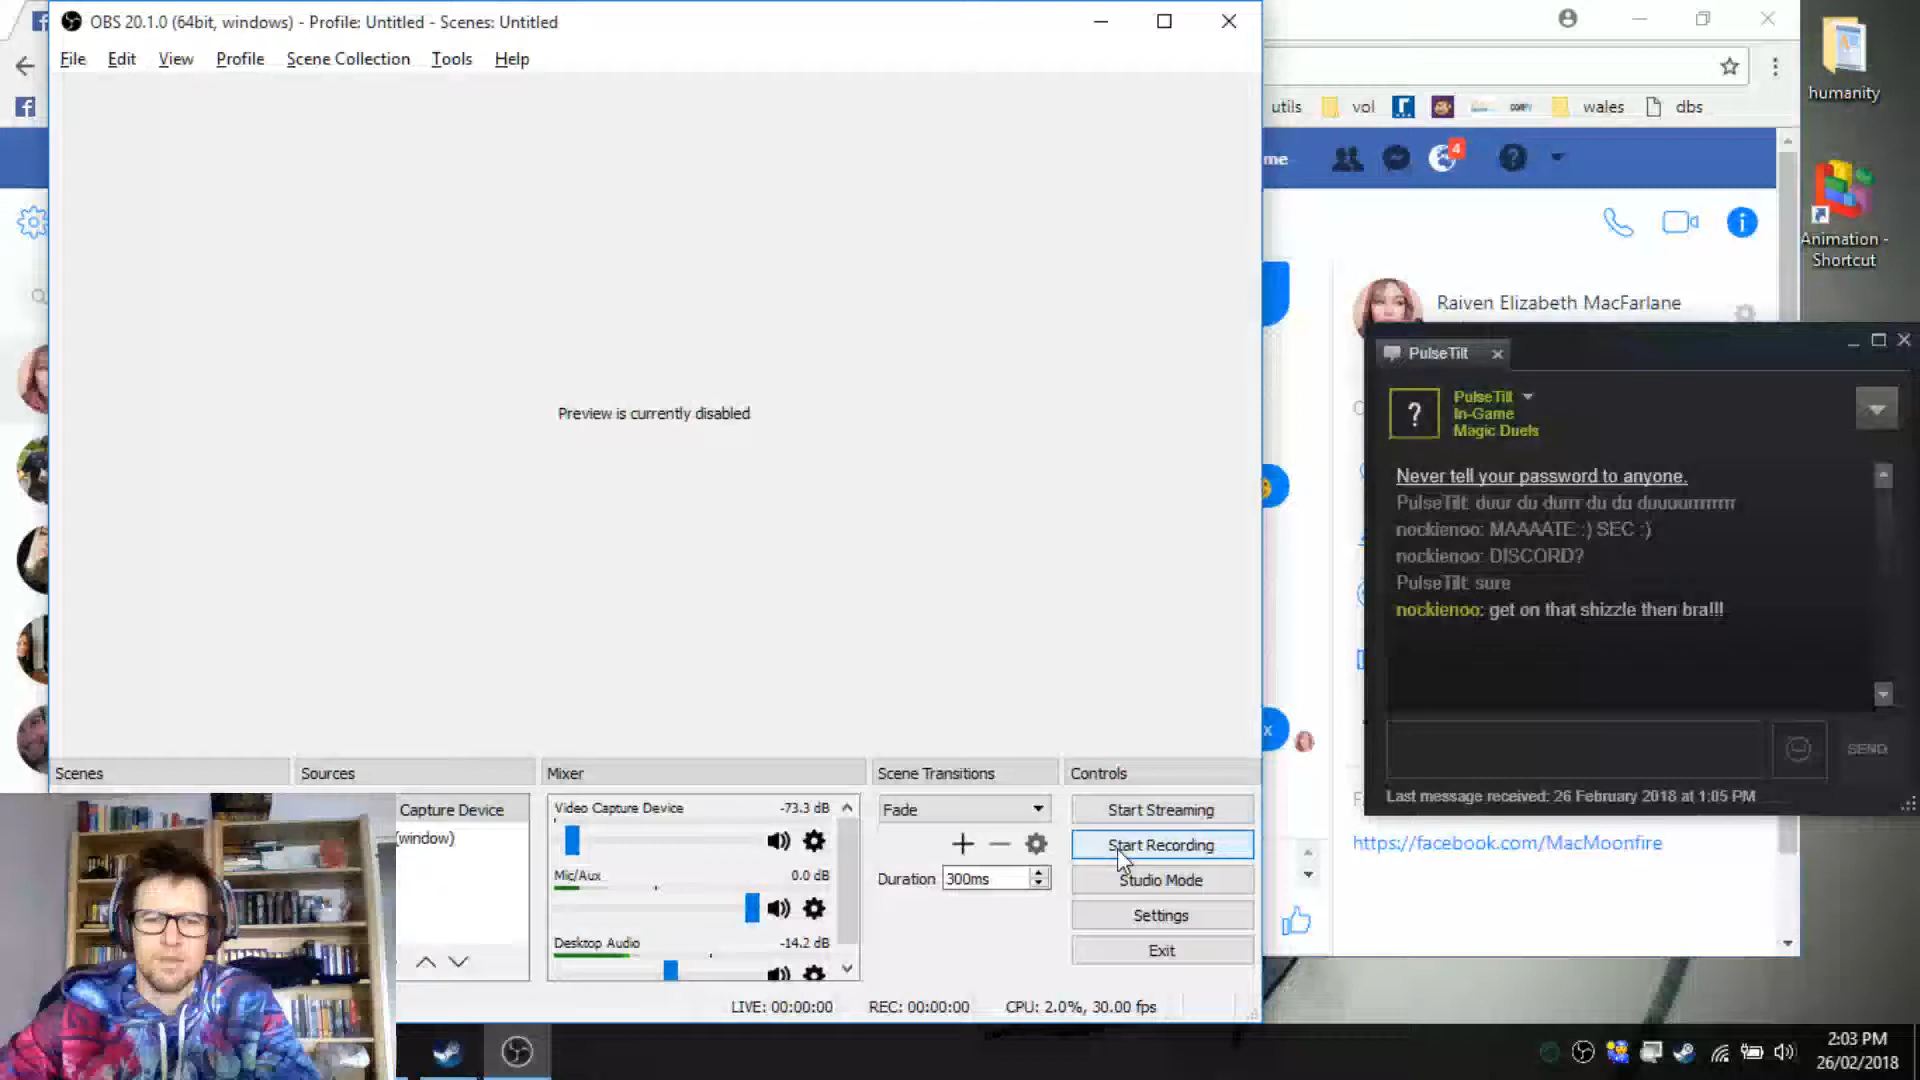 OBS 20.1.0 (64bit, windows) - Profile: Untitled - Scenes: Untitled
File Edit View Profile Scene Collection Tools Help
utils vol wales dbs
humanity
me
4
Animation - Shortcut
Raiven Elizabeth MacFarlane
Preview is currently disabled
PulseTilt
PulseTilt
In-Game
Magic Duels
Never tell your password to anyone.
PulseTilt: duur du durrr du du duuuurrrrrrr
nockienoo: MAAAATE :) SEC :)
nockienoo: DISCORD?
PulseTilt: sure
nockienoo: get on that shizzle then bra!!!
SEND
Last message received: 26 February 2018 at 1:05 PM
https://facebook.com/MacMoonfire
x
Scenes
Sources
Mixer
Scene Transitions
Controls
Capture Device
(window)
Video Capture Device -73.3 dB
Mic/Aux 0.0 dB
Desktop Audio -14.2 dB
Fade
Duration 300ms
Start Streaming
Start Recording
Studio Mode
Settings
Exit
LIVE: 00:00:00 REC: 00:00:00 CPU: 2.0%, 30.00 fps
2:03 PM
26/02/2018